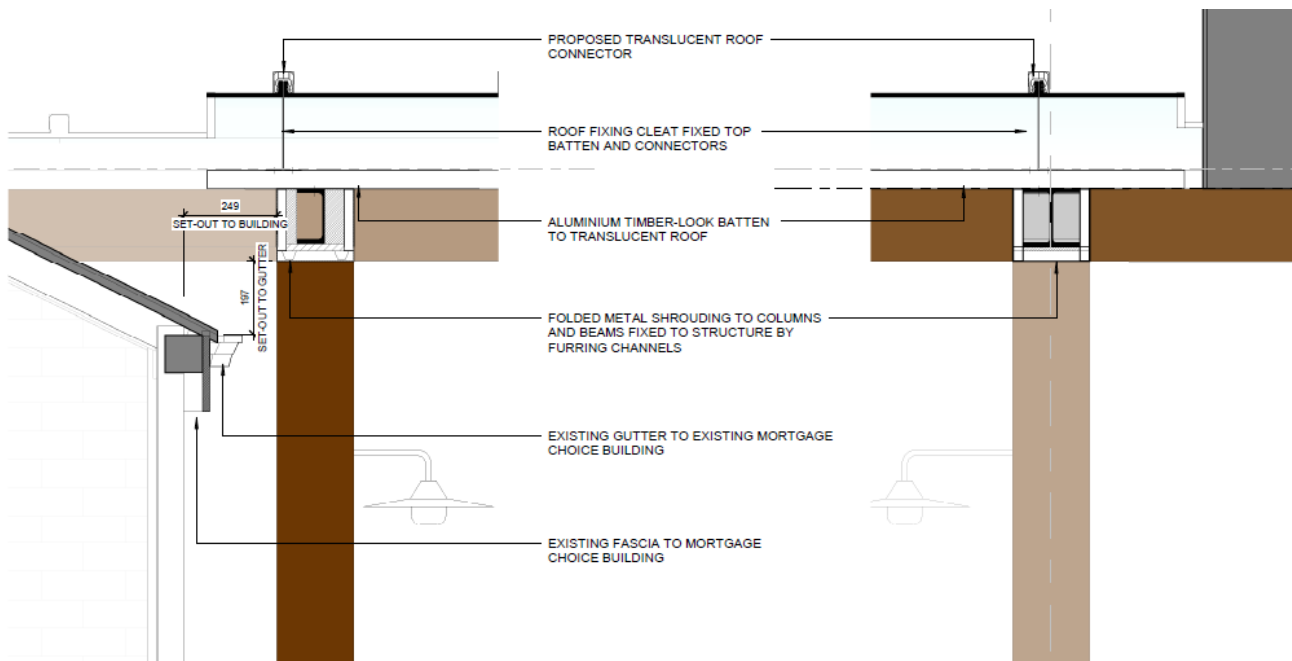 PROPOSED TRANSLUCENT ROOF
CONNECTOR
ROOF FIXING CLEAT FIXED TOP
BATTEN AND CONNECTORS
249
SET-OUT TO BUILDING
ALUMINIUM TIMBER-LOOK BATTEN
TO TRANSLUCENT ROOF
197
SET-OUT TO GUTTER
FOLDED METAL SHROUDING TO COLUMNS
AND BEAMS FIXED TO STRUCTURE BY
FURRING CHANNELS
EXISTING GUTTER TO EXISTING MORTGAGE
CHOICE BUILDING
EXISTING FASCIA TO MORTGAGE
CHOICE BUILDING